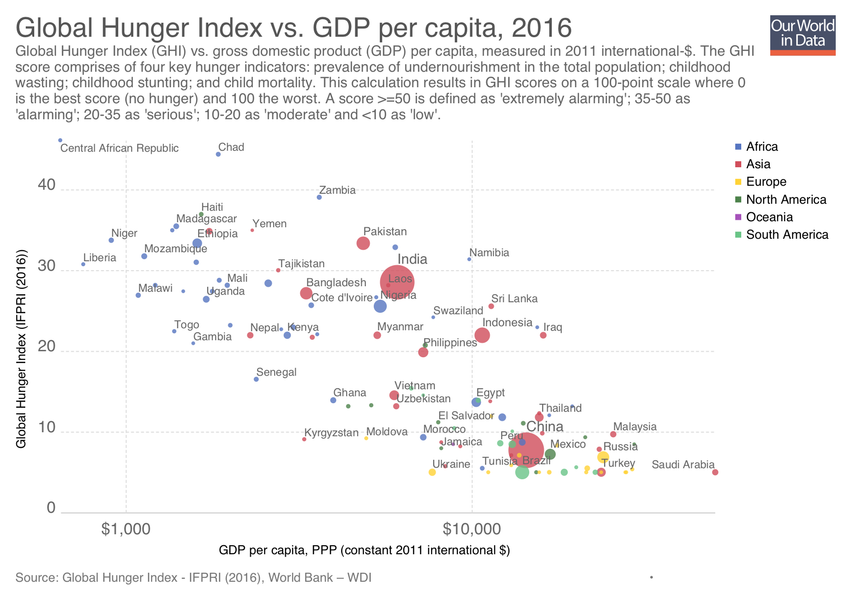 Global Hunger Index vs. GDP per capita, 2016
Our World
in Data
Global Hunger Index (GHI) vs. gross domestic product (GDP) per capita, measured in 2011 international-$. The GHI
score comprises of four key hunger indicators: prevalence of undernourishment in the total population; childhood
wasting; childhood stunting; and child mortality. This calculation results in GHI scores on a 100-point scale where 0
is the best score (no hunger) and 100 the worst. A score >=50 is defined as 'extremely alarming'; 35-50 as
'alarming'; 20-35 as 'serious'; 10-20 as 'moderate' and <10 as 'low'.
Central African Republic
Chad
Africa
Asia
Europe
North America
Oceania
South America
40
Zambia
Haiti
Madagascar
Yemen
Niger
Ethiopia
Pakistan
Mozambique
Liberia
India
Namibia
30
Tajikistan
Mali
Bangladesh
Laos
Malawi
Uganda
Cote d'Ivoire
Nigeria
Sri Lanka
Swaziland
Togo
Nepal
Kenya
Myanmar
Indonesia
Iraq
Gambia
20
Philippines
Senegal
Vietnam
Ghana
Uzbekistan
Egypt
Thailand
El Salvador
10
Kyrgyzstan
Moldova
Morocco
China
Malaysia
Jamaica
Peru
Mexico
Russia
Ukraine
Tunisia
Brazil
Turkey
Saudi Arabia
0
$1,000
$10,000
GDP per capita, PPP (constant 2011 international $)
Global Hunger Index (IFPRI (2016))
Source: Global Hunger Index - IFPRI (2016), World Bank – WDI